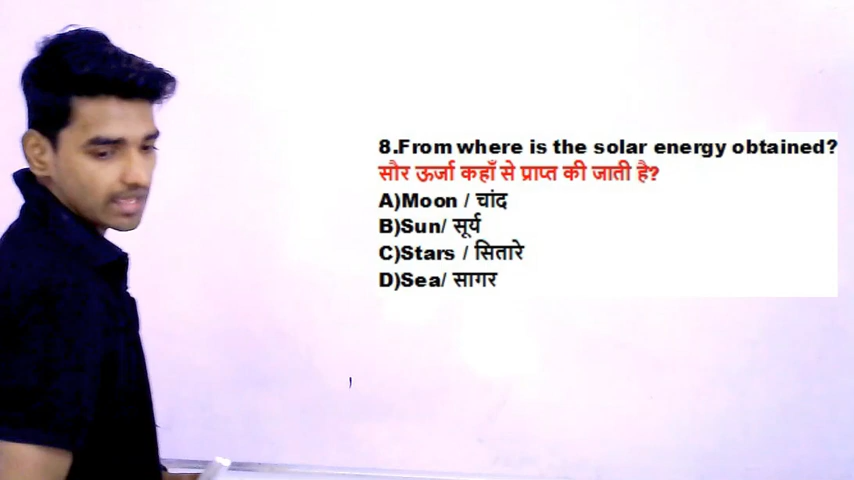 8.From where is the solar energy obtained?
सौर ऊर्जा कहाँ से प्राप्त की जाती है?
A)Moon / चांद
B)Sun/ सूर्य
C)Stars / सितारे
D)Sea/ सागर